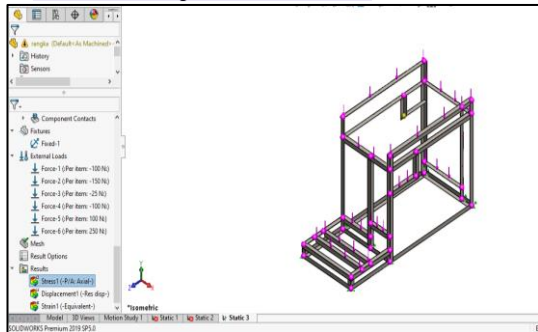 rangka (Default<As Machined>
History
Sensors
Component Contacts
Fixtures
Fixed-1
External Loads
Force-1 (:Per item: -100 N:)
Force-2 (:Per item: -150 N:)
Force-3 (:Per item: -25 N:)
Force-4 (:Per item: -100 N:)
Force-5 (:Per item: 100 N:)
Force-6 (:Per item: 250 N:)
Mesh
Result Options
Results
Stress1 (-P/A: Axial-)
Displacement1 (-Res disp-)
Strain1 (-Equivalent-)
*Isometric
Model 3D Views Motion Study 1 Static 1 Static 2 Static 3
SOLIDWORKS Premium 2019 SP5.0